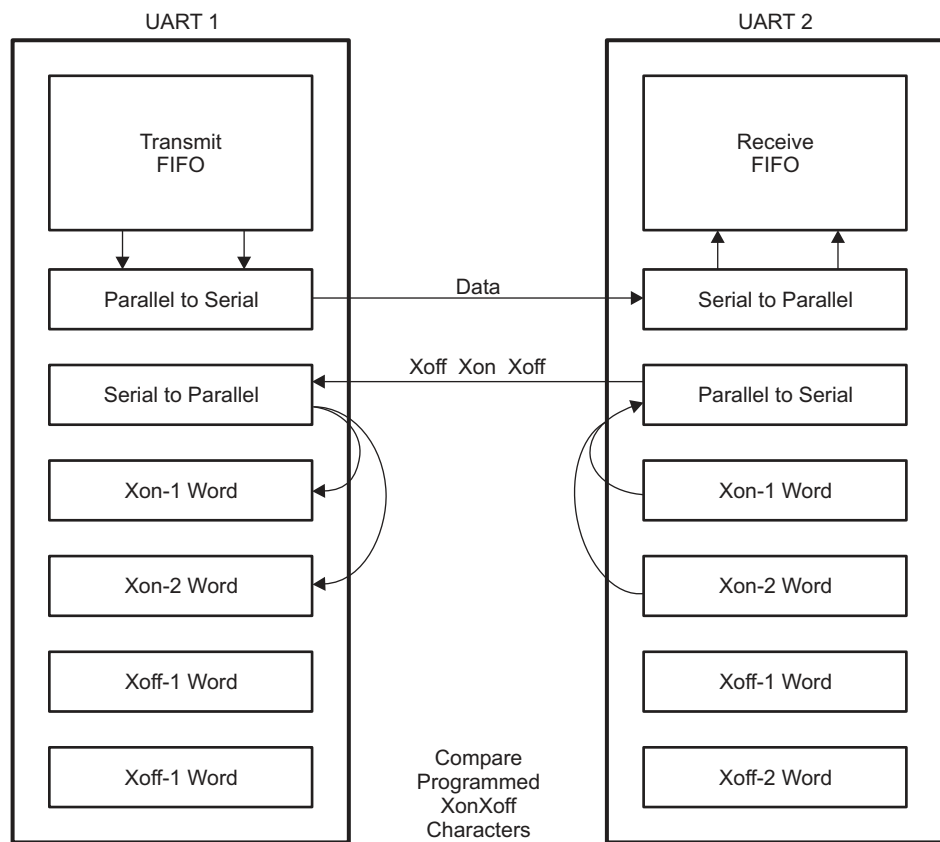 UART 1
UART 2
Transmit
FIFO
Receive
FIFO
Parallel to Serial
Data
Serial to Parallel
Xoff Xon Xoff
Serial to Parallel
Parallel to Serial
Xon-1 Word
Xon-1 Word
Xon-2 Word
Xon-2 Word
Xoff-1 Word
Xoff-1 Word
Xoff-1 Word
Compare
Programmed
XonXoff
Characters
Xoff-2 Word